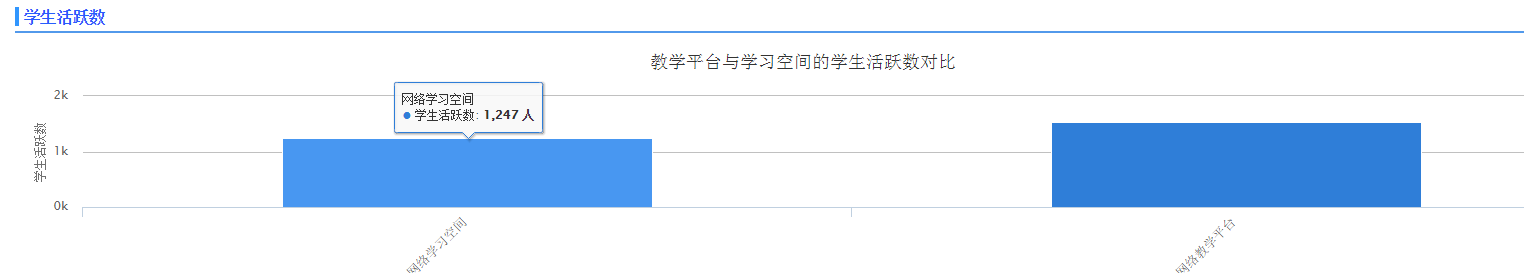 学生活跃数
教学平台与学习空间的学生活跃数对比
2k
1k
0k
学生活跃数
网络学习空间
学生活跃数: 1,247 人
网络学习空间
网络教学平台